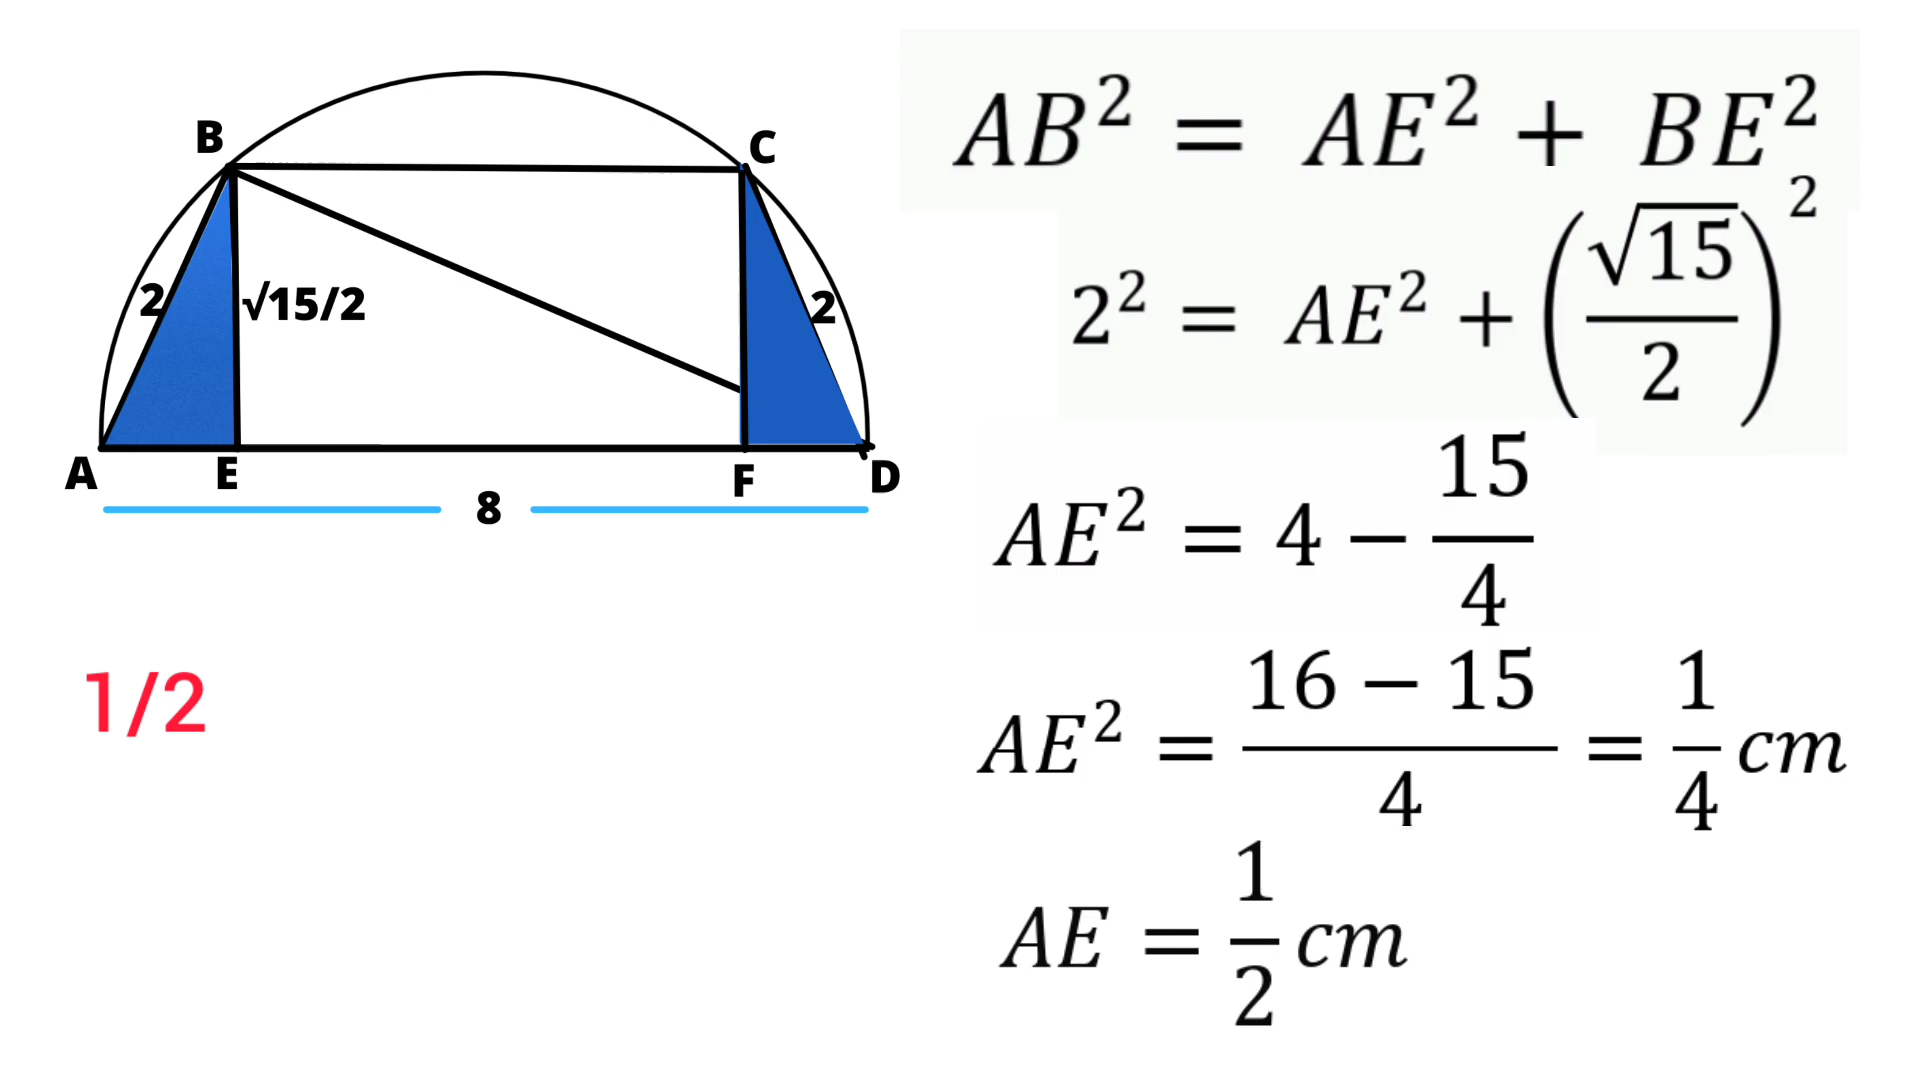 B
C
2
√15/2
2
A
E
F
D
8
1/2
AB² = AE² + BE²
2² = AE² + (√15/2)²
AE² = 4 − 15/4
AE² = (16 − 15)/4 = 1/4 cm
AE = 1/2 cm